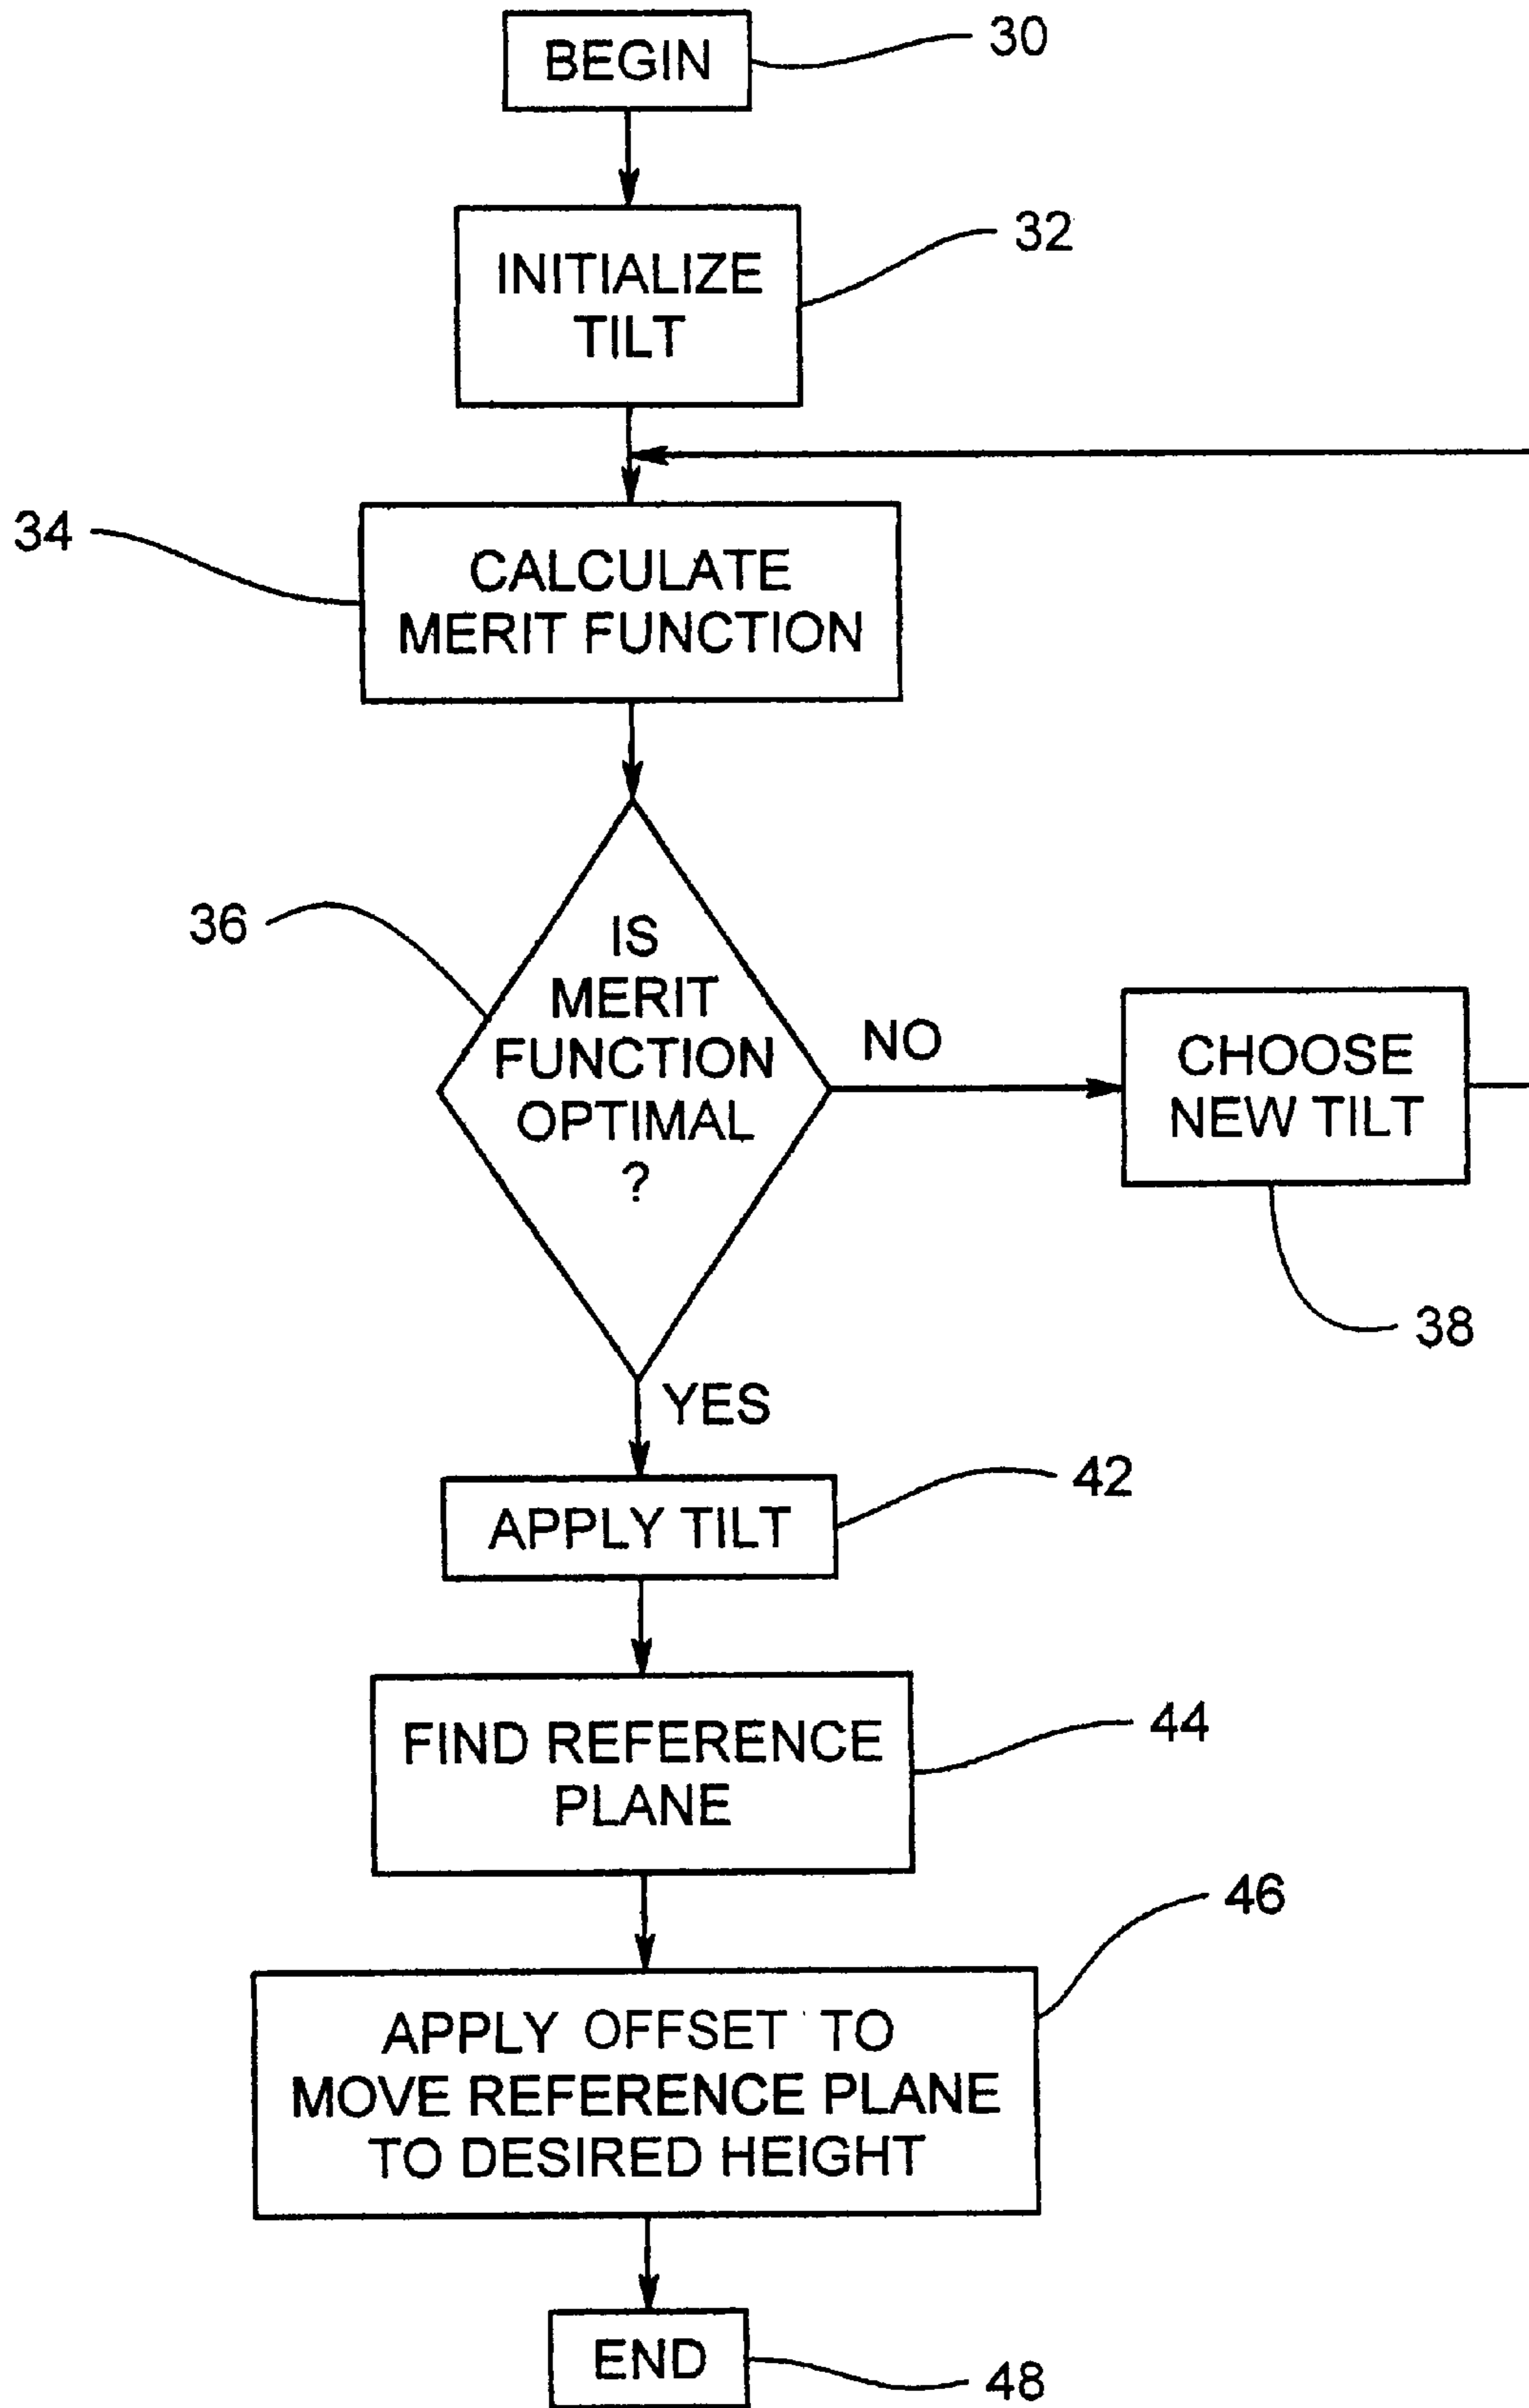 BEGIN
30
INITIALIZE
TILT
32
34
CALCULATE
MERIT FUNCTION
36
IS
MERIT
FUNCTION
OPTIMAL
?
NO
CHOOSE
NEW TILT
38
YES
APPLY TILT
42
FIND REFERENCE
PLANE
44
APPLY OFFSET TO
MOVE REFERENCE PLANE
TO DESIRED HEIGHT
46
END
48